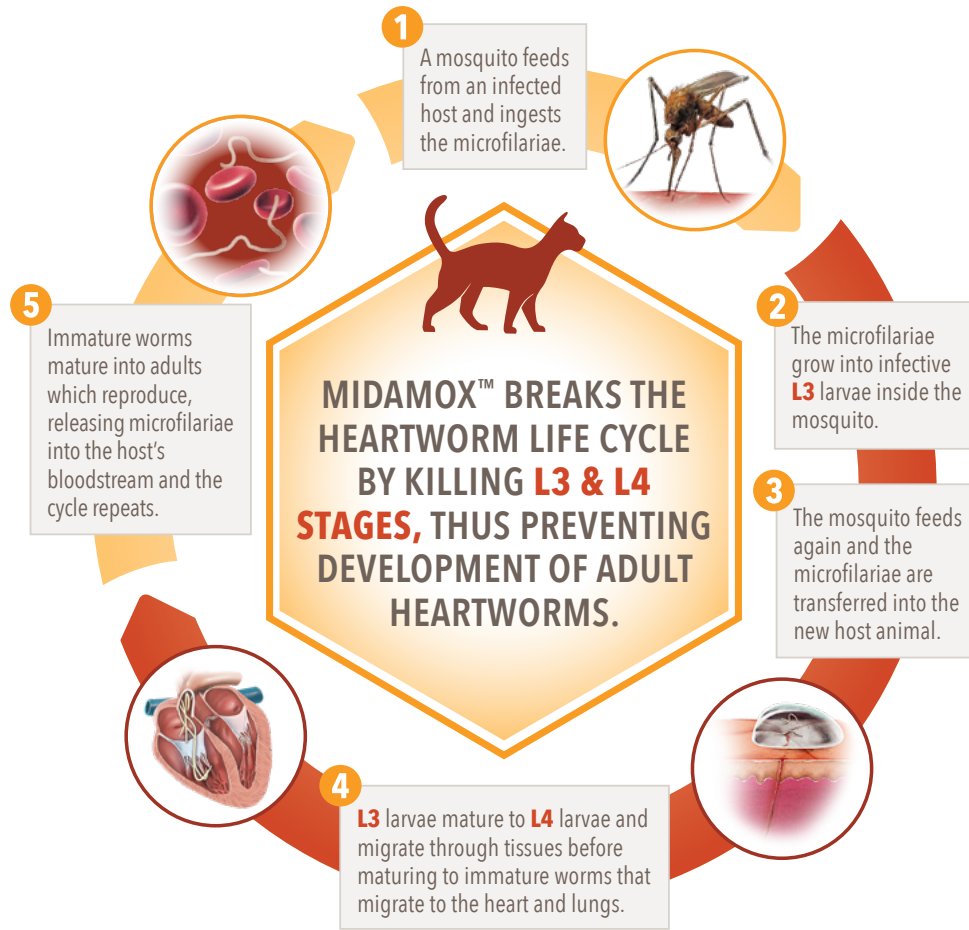 1
A mosquito feeds
from an infected
host and ingests
the microfilariae.
2
The microfilariae
grow into infective
L3 larvae inside the
mosquito.
3
The mosquito feeds
again and the
microfilariae are
transferred into the
new host animal.
4
L3 larvae mature to L4 larvae and
migrate through tissues before
maturing to immature worms that
migrate to the heart and lungs.
5
Immature worms
mature into adults
which reproduce,
releasing microfilariae
into the host's
bloodstream and the
cycle repeats.
MIDAMOX™ BREAKS THE
HEARTWORM LIFE CYCLE
BY KILLING L3 & L4
STAGES, THUS PREVENTING
DEVELOPMENT OF ADULT
HEARTWORMS.